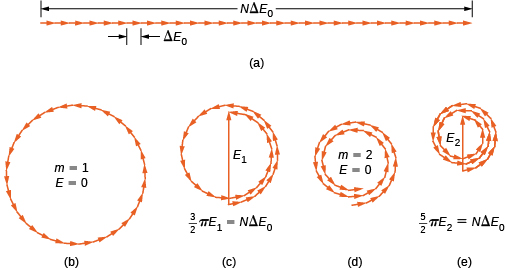 NΔE₀
ΔE₀
(a)
m = 1
E = 0
(b)
E₁
3/2 πE₁ = NΔE₀
(c)
m = 2
E = 0
(d)
E₂
5/2 πE₂ = NΔE₀
(e)